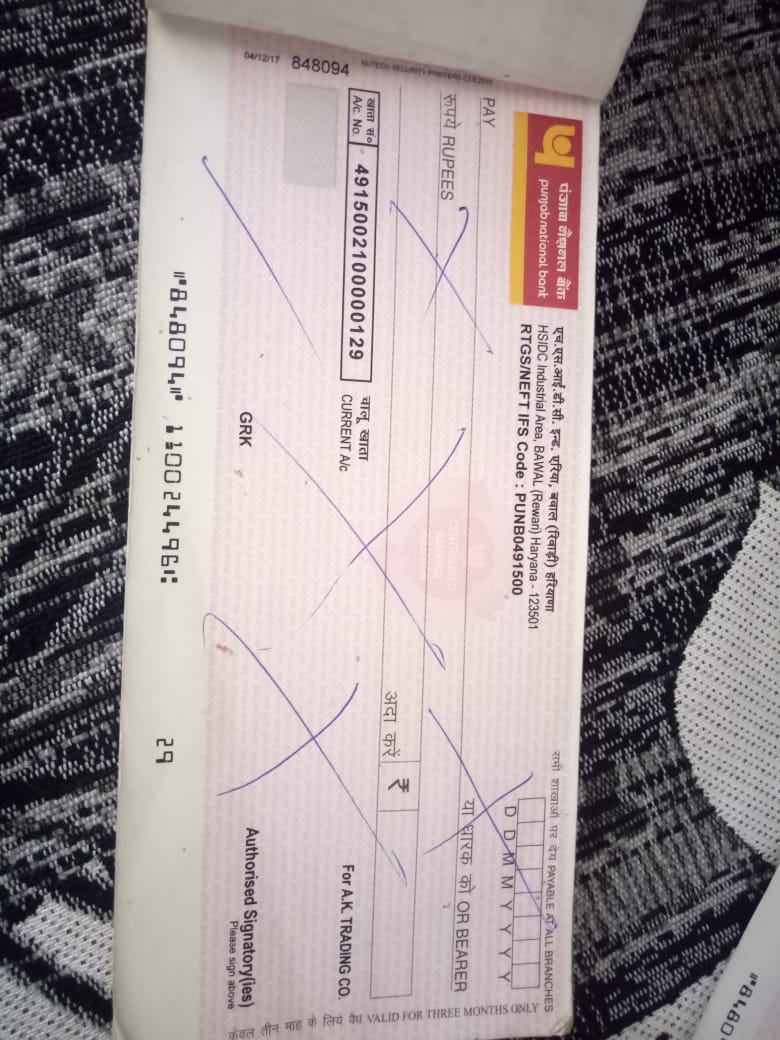 04/12/17 848094 NUTECH SECURITY PRINTERS CTS 2010
पंजाब नैशनल बैंक
punjab national bank
एच.एस.आई.डी.सी. इन्ड. एरिया, बवाल (रिवाड़ी) हरियाणा
HSIDC Industrial Area, BAWAL (Rewari) Haryana - 123501
RTGS/NEFT IFS Code : PUNB0491500
सभी शाखाओं पर देय PAYABLE AT ALL BRANCHES
D D M M Y Y Y Y
PAY
या धारक को OR BEARER
रुपये RUPEES
अदा करें ₹
खाता सं०
A/c. No.
4915002100000129
चालू खाता
CURRENT A/c
CENTRALISED
BANKING
For A.K. TRADING CO.
GRK
Authorised Signatory(ies)
Please sign above
केवल तीन माह के लिये वैध VALID FOR THREE MONTHS ONLY
⑈848094⑈ 110024496⑆ 29
⑈8480